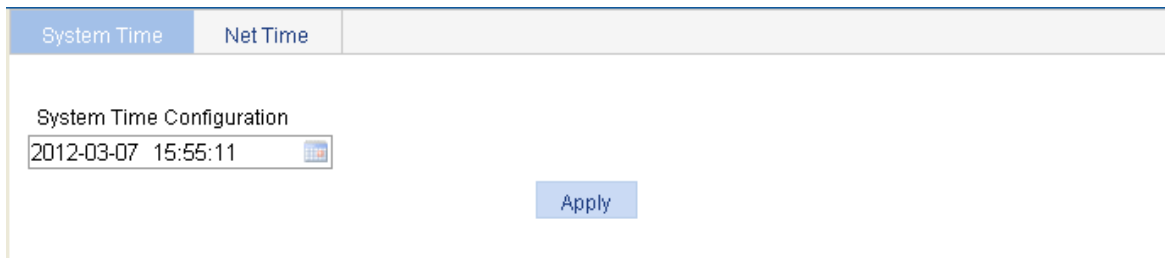 System Time Net Time
System Time Configuration
2012-03-07 15:55:11
Apply